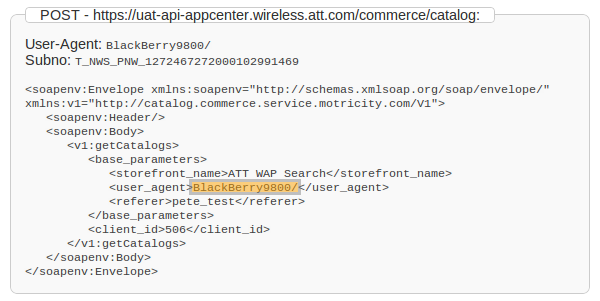 POST - https://uat-api-appcenter.wireless.att.com/commerce/catalog:
User-Agent: BlackBerry9800/
Subno: T_NWS_PNW_1272467272000102991469
<soapenv:Envelope xmlns:soapenv="http://schemas.xmlsoap.org/soap/envelope/"
xmlns:v1="http://catalog.commerce.service.motricity.com/V1">
<soapenv:Header/>
<soapenv:Body>
<v1:getCatalogs>
<base_parameters>
<storefront_name>ATT WAP Search</storefront_name>
<user_agent>BlackBerry9800/</user_agent>
<referer>pete_test</referer>
</base_parameters>
<client_id>506</client_id>
</v1:getCatalogs>
</soapenv:Body>
</soapenv:Envelope>